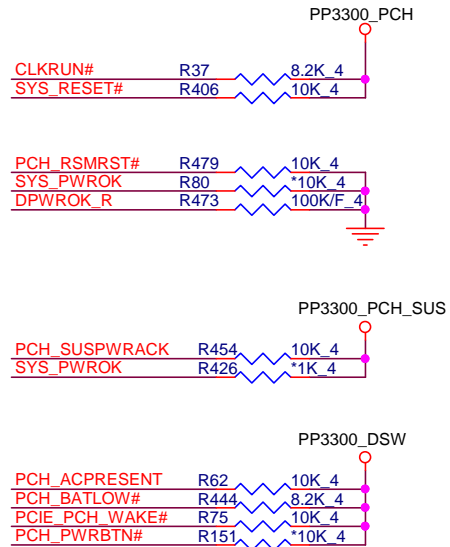 PP3300_PCH
CLKRUN# R37 8.2K_4
SYS_RESET# R406 10K_4
PCH_RSMRST# R479 10K_4
SYS_PWROK R80 *10K_4
DPWROK_R R473 100K/F_4
PP3300_PCH_SUS
PCH_SUSPWRACK R454 10K_4
SYS_PWROK R426 *1K_4
PP3300_DSW
PCH_ACPRESENT R62 10K_4
PCH_BATLOW# R444 8.2K_4
PCIE_PCH_WAKE# R75 10K_4
PCH_PWRBTN# R151 *10K_4